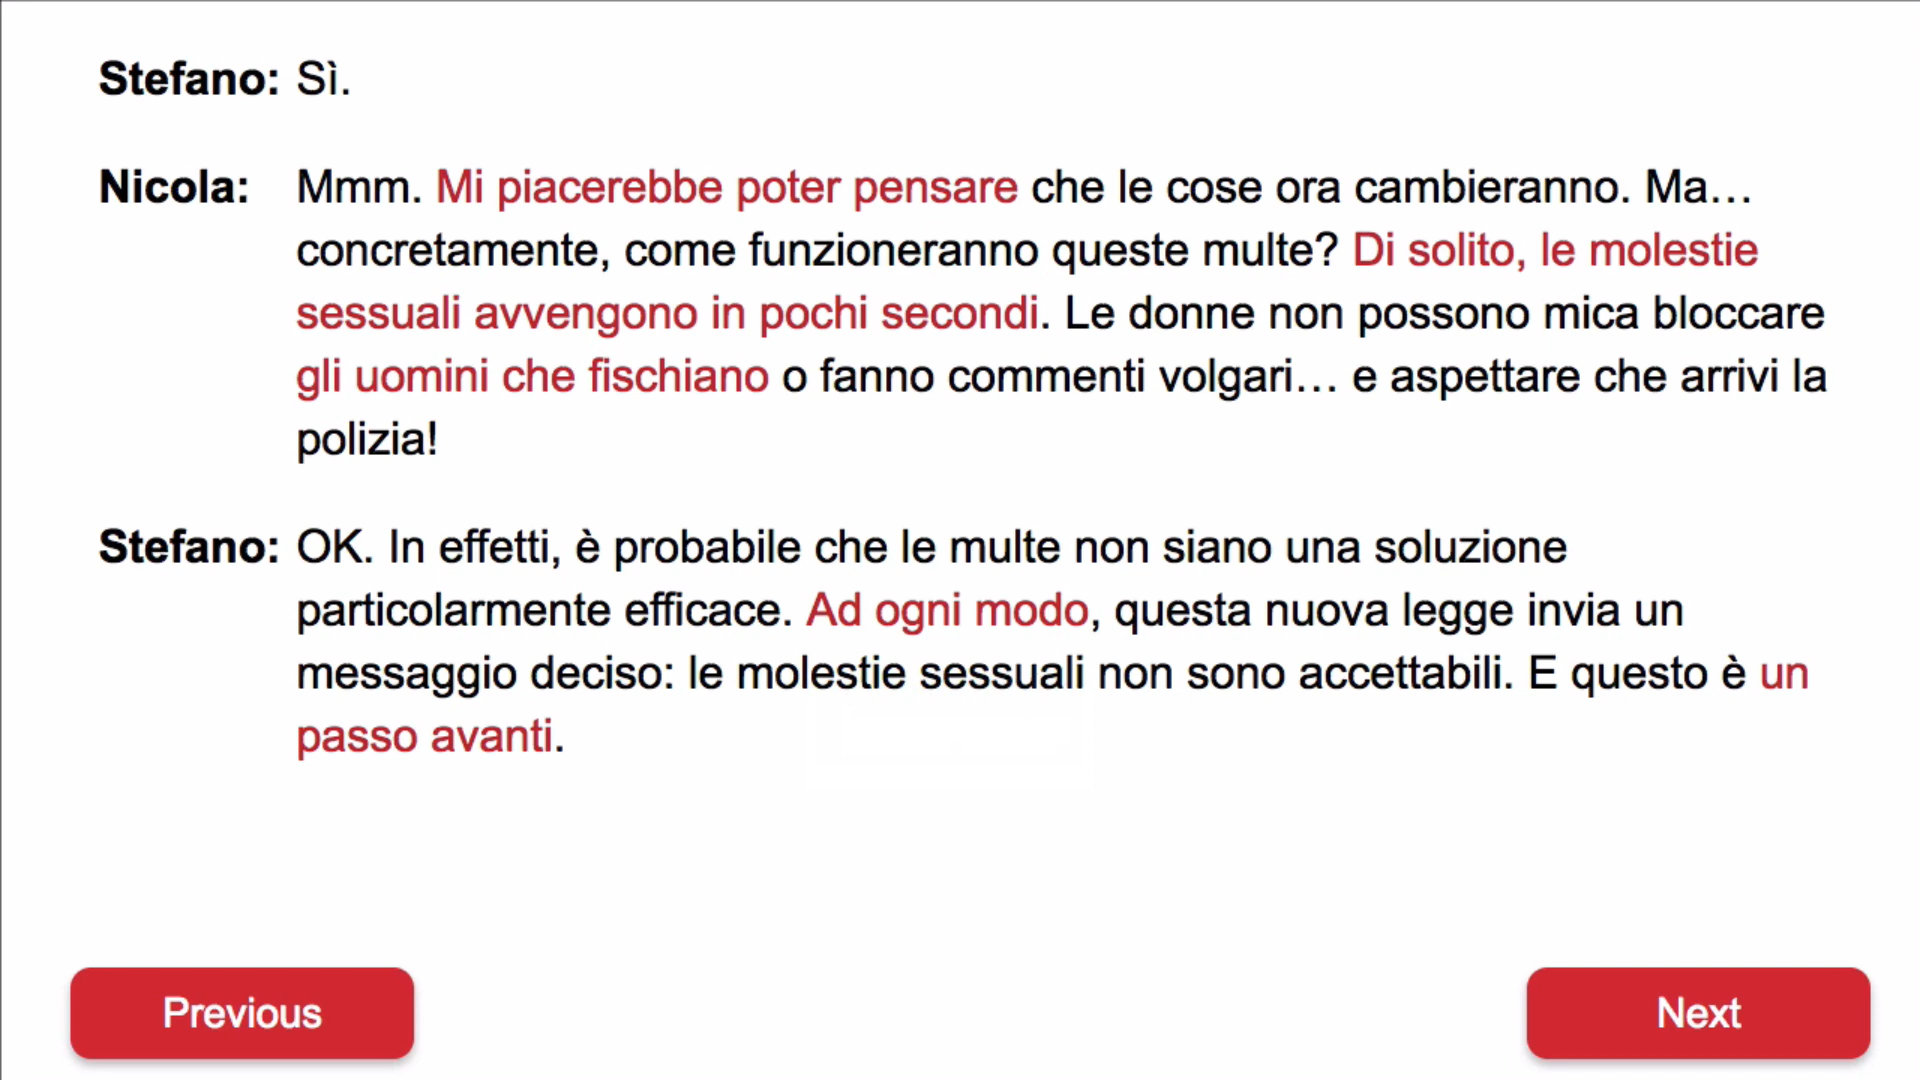 Stefano: Sì.
Nicola: Mmm. Mi piacerebbe poter pensare che le cose ora cambieranno. Ma…
concretamente, come funzioneranno queste multe? Di solito, le molestie
sessuali avvengono in pochi secondi. Le donne non possono mica bloccare
gli uomini che fischiano o fanno commenti volgari… e aspettare che arrivi la
polizia!
Stefano: OK. In effetti, è probabile che le multe non siano una soluzione
particolarmente efficace. Ad ogni modo, questa nuova legge invia un
messaggio deciso: le molestie sessuali non sono accettabili. E questo è un
passo avanti.
Previous
Next